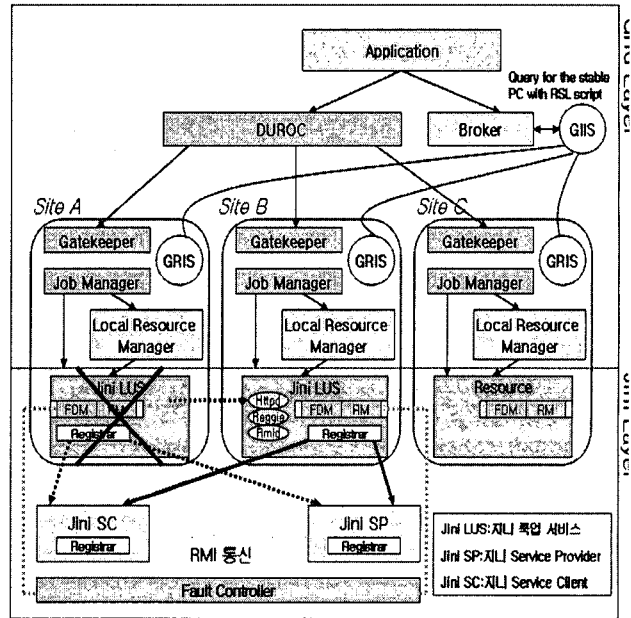 Application
Query for the stable
PC with RSL script
DUROC
Broker
GIIS
Grid Layer
Site A
Site B
Site C
Gatekeeper
GRIS
Gatekeeper
GRIS
Gatekeeper
GRIS
Job Manager
Job Manager
Job Manager
Local Resource
Manager
Local Resource
Manager
Local Resource
Manager
Jini LUS
FDM
RM
Registrar
Jini LUS
Httpd
Reggie
Rmid
FDM
RM
Registrar
Resource
FDM
RM
Jini Layer
Jini SC
Registrar
RMI 통신
Jini SP
Registrar
Jini LUS:지니 룩업 서비스
Jini SP:지니 Service Provider
Jini SC:지니 Service Client
Fault Controller